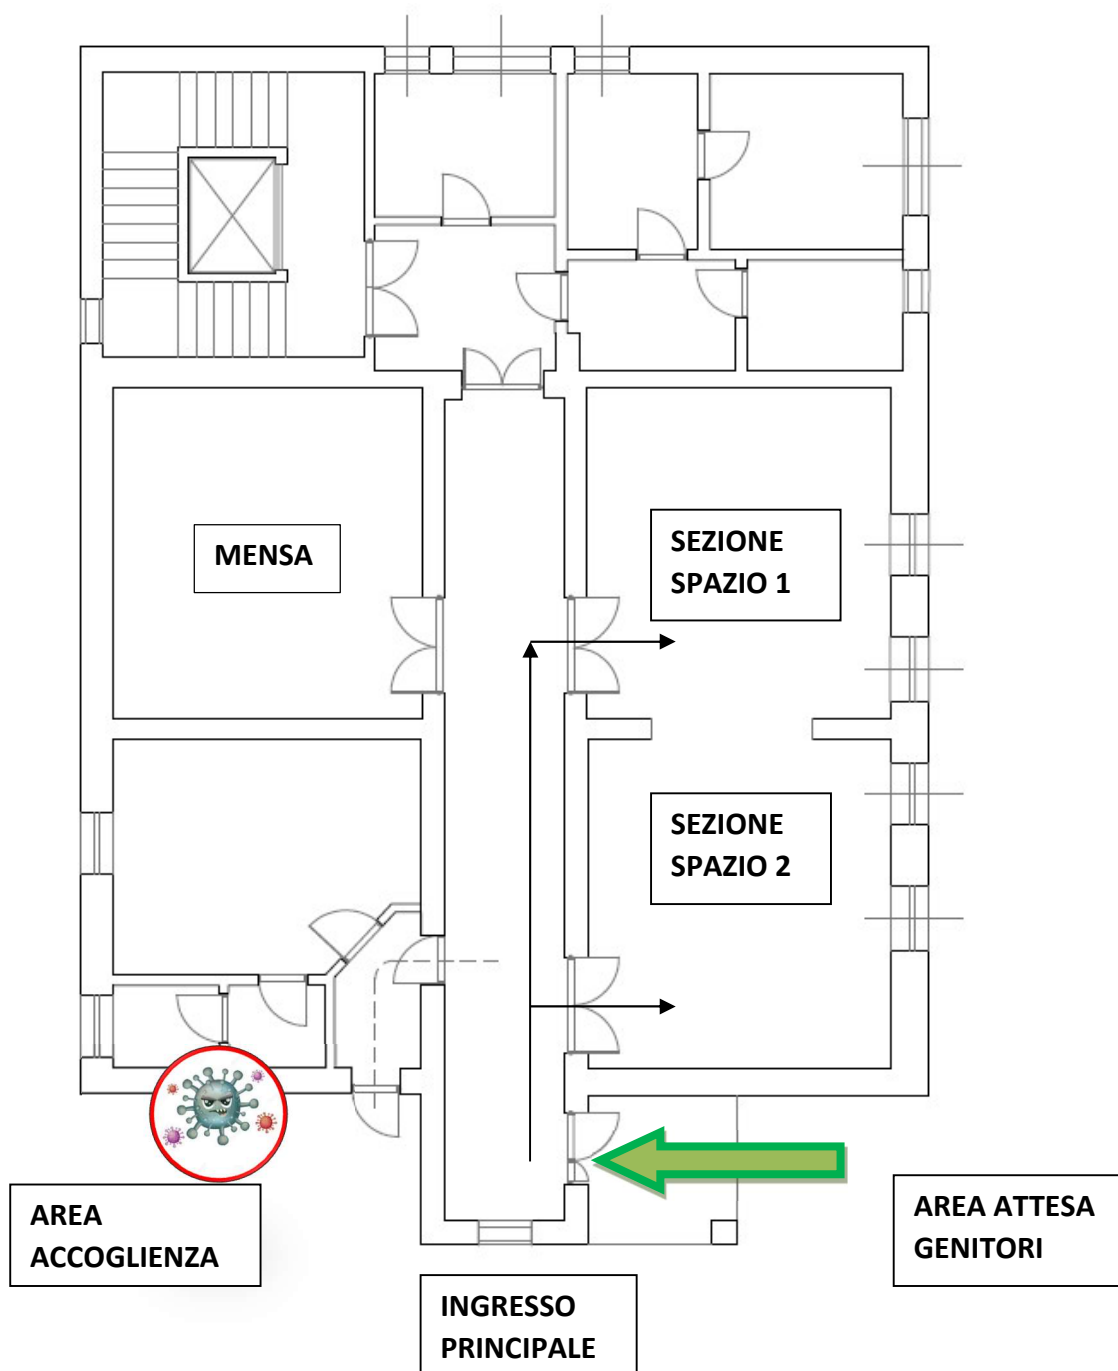 MENSA
SEZIONE
SPAZIO 1
SEZIONE
SPAZIO 2
AREA
ACCOGLIENZA
AREA ATTESA
GENITORI
INGRESSO
PRINCIPALE